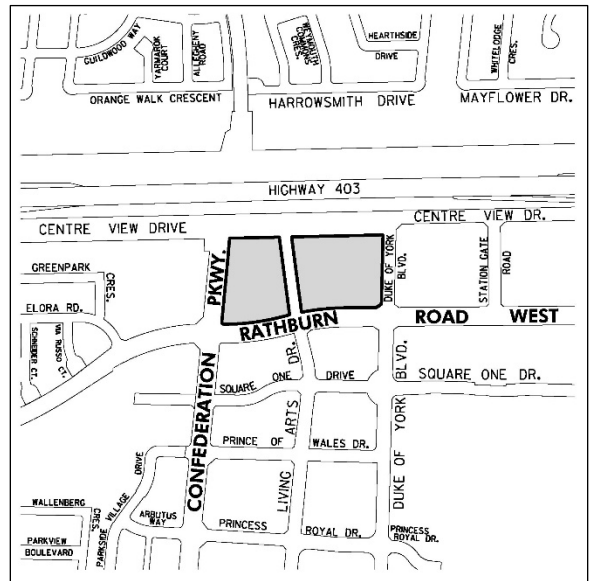 GUILDWOOD WAY
YARMAROK
COURT
ALLEGHENY
ROAD
WEYMOUTH
COMMON
CRES.
HEARTHSIDE
DRIVE
WHITELODGE
CRES.
ORANGE WALK CRESCENT
HARROWSMITH DRIVE
MAYFLOWER DR.
HIGHWAY 403
CENTRE VIEW DRIVE
CENTRE VIEW DR.
GREENPARK
CRES.
ELORA RD.
SCHNEIDER CT.
VIA RUSSO CT.
CONFEDERATION PKWY.
RATHBURN ROAD WEST
DUKE OF YORK
BLVD.
STATION GATE
ROAD
SQUARE ONE DRIVE
SQUARE ONE DR.
LIVING ARTS DR.
DUKE OF YORK BLVD.
PRINCE OF WALES DR.
PARKSIDE VILLAGE DRIVE
WALLENBERG
CRES.
ARBUTUS
WAY
PARKVIEW
BOULEVARD
PRINCESS ROYAL DR.
PRINCESS
ROYAL DR.